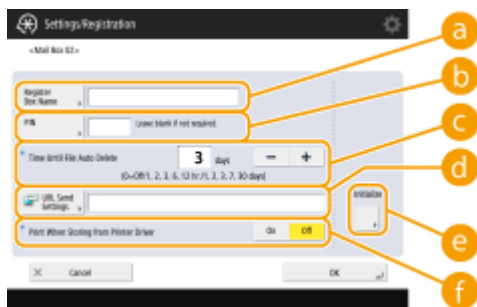 Settings/Registration
<Mail Box 02>
a
Register
Box Name
b
PIN
Leave blank if not required.
c
* Time Until File Auto Delete
3 days
− +
(0=Off/1, 2, 3, 6, 12 hr./1, 2, 3, 7, 30 days)
d
URL Send
Settings
Initialize
e
* Print When Storing from Printer Driver
On Off
f
× Cancel
OK